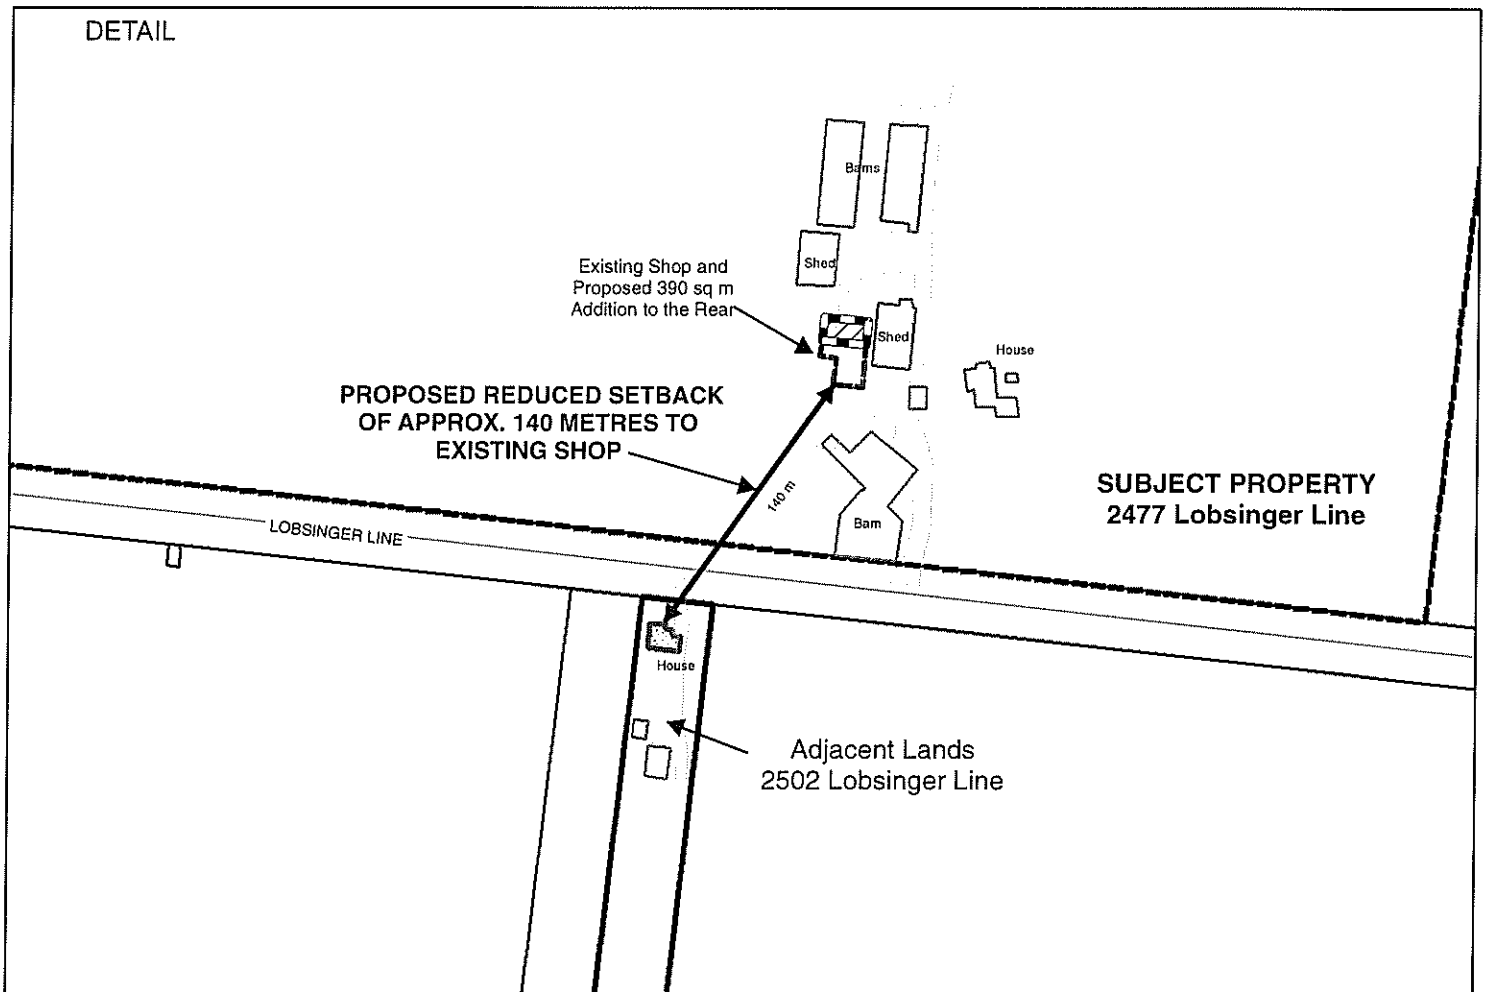 DETAIL
Barns
Shed
Existing Shop and
Proposed 390 sq m
Addition to the Rear
Shed
House
PROPOSED REDUCED SETBACK
OF APPROX. 140 METRES TO
EXISTING SHOP
140 m
SUBJECT PROPERTY
2477 Lobsinger Line
Barn
LOBSINGER LINE
House
Adjacent Lands
2502 Lobsinger Line